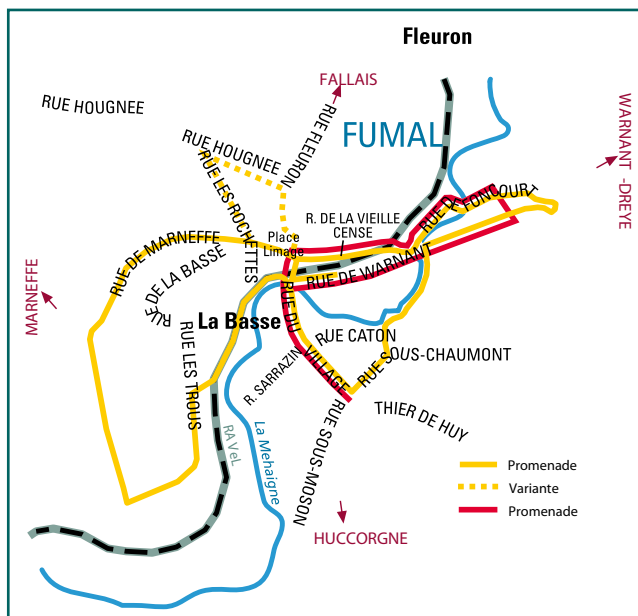 Fleuron
FALLAIS
RUE HOUGNEE
RUE FLEURON
FUMAL
WARNANT-DREYE
RUE HOUGNEE
RUE LES ROCHETTES
RUE DE FONCOURT
R. DE LA VIEILLE
CENSE
Place
Limage
RUE DE MARNEFFE
RUE DE LA BASSE
RUE DE WARNANT
MARNEFFE
La Basse
RUE DU VILLAGE
RUE CATON
RUE SOUS-CHAUMONT
R. SARRAZIN
RUE LES TROUS
THIER DE HUY
RUE SOUS-MOSON
La Mehaigne
RAVeL
Promenade
Variante
Promenade
HUCCORGNE